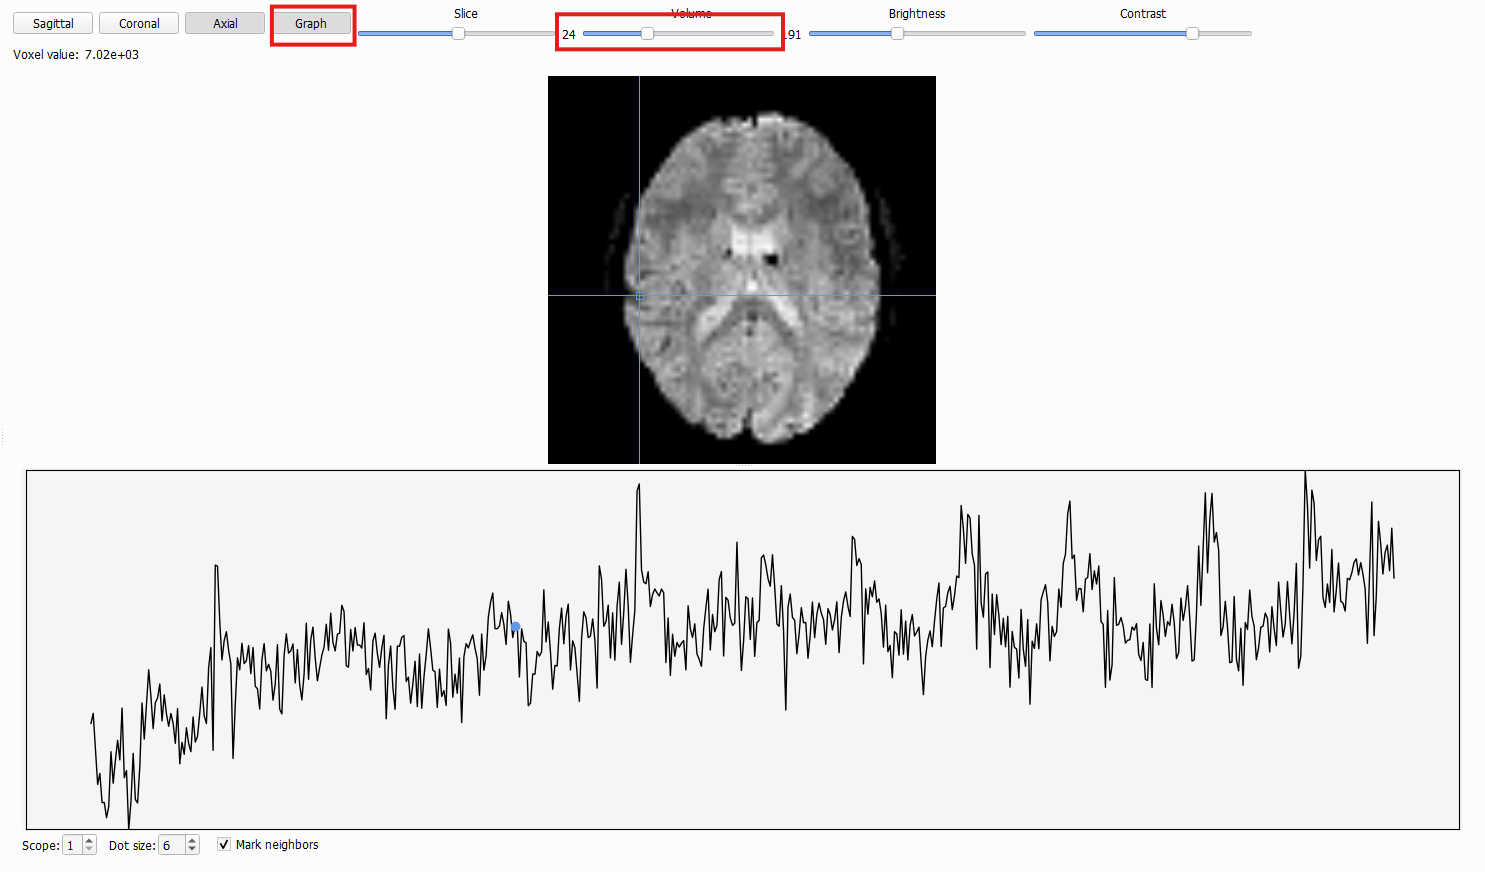 Sagittal Coronal Axial Graph Slice 24 Volume 191 Brightness Contrast
Voxel value: 7.02e+03
Scope: 1 Dot size: 6 Mark neighbors